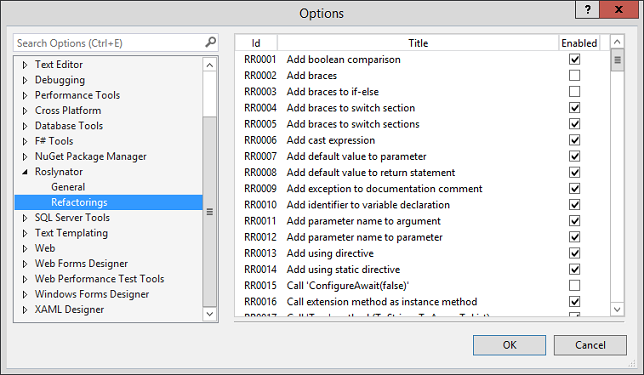 Options
? X
Search Options (Ctrl+E)
Text Editor
Debugging
Performance Tools
Cross Platform
Database Tools
F# Tools
NuGet Package Manager
Roslynator
General
Refactorings
SQL Server Tools
Text Templating
Web
Web Forms Designer
Web Performance Test Tools
Windows Forms Designer
XAML Designer
Id Title Enabled
RR0001 Add boolean comparison
RR0002 Add braces
RR0003 Add braces to if-else
RR0004 Add braces to switch section
RR0005 Add braces to switch sections
RR0006 Add cast expression
RR0007 Add default value to parameter
RR0008 Add default value to return statement
RR0009 Add exception to documentation comment
RR0010 Add identifier to variable declaration
RR0011 Add parameter name to argument
RR0012 Add parameter name to parameter
RR0013 Add using directive
RR0014 Add using static directive
RR0015 Call 'ConfigureAwait(false)'
RR0016 Call extension method as instance method
OK Cancel